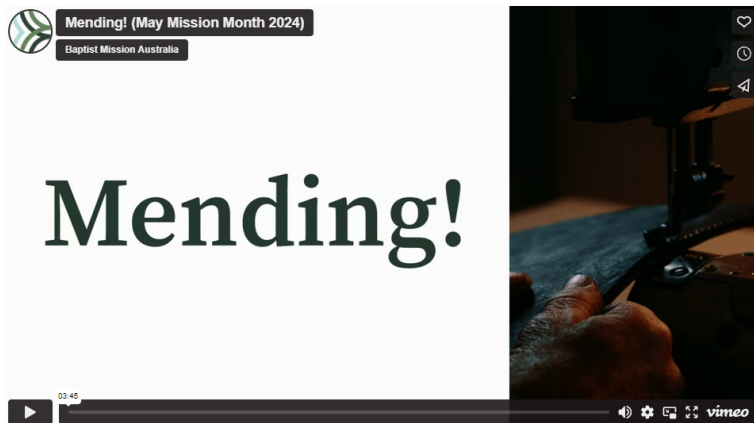 Mending! (May Mission Month 2024)
Baptist Mission Australia
Mending!
03:45
vimeo